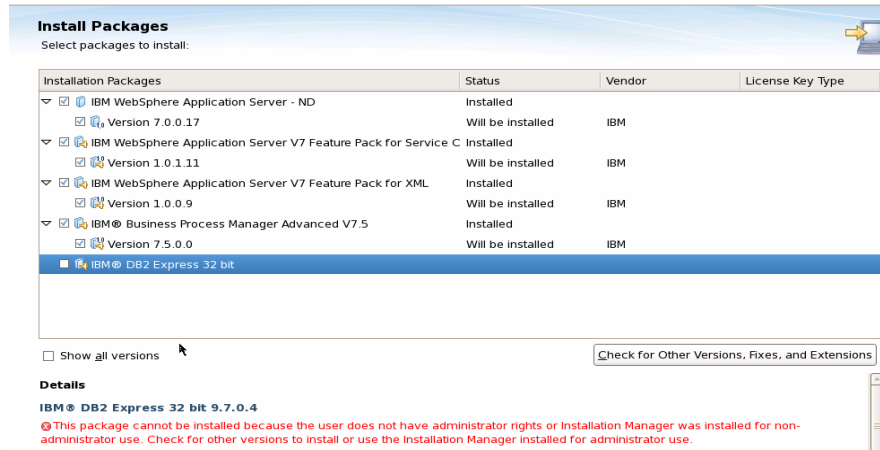 Install Packages
Select packages to install:
Installation Packages Status Vendor License Key Type
IBM WebSphere Application Server - ND Installed
Version 7.0.0.17 Will be installed IBM
IBM WebSphere Application Server V7 Feature Pack for Service C Installed
Version 1.0.1.11 Will be installed IBM
IBM WebSphere Application Server V7 Feature Pack for XML Installed
Version 1.0.0.9 Will be installed IBM
IBM® Business Process Manager Advanced V7.5 Installed
Version 7.5.0.0 Will be installed IBM
IBM® DB2 Express 32 bit
Show all versions Check for Other Versions, Fixes, and Extensions
Details
IBM® DB2 Express 32 bit 9.7.0.4
This package cannot be installed because the user does not have administrator rights or Installation Manager was installed for non-
administrator use. Check for other versions to install or use the Installation Manager installed for administrator use.